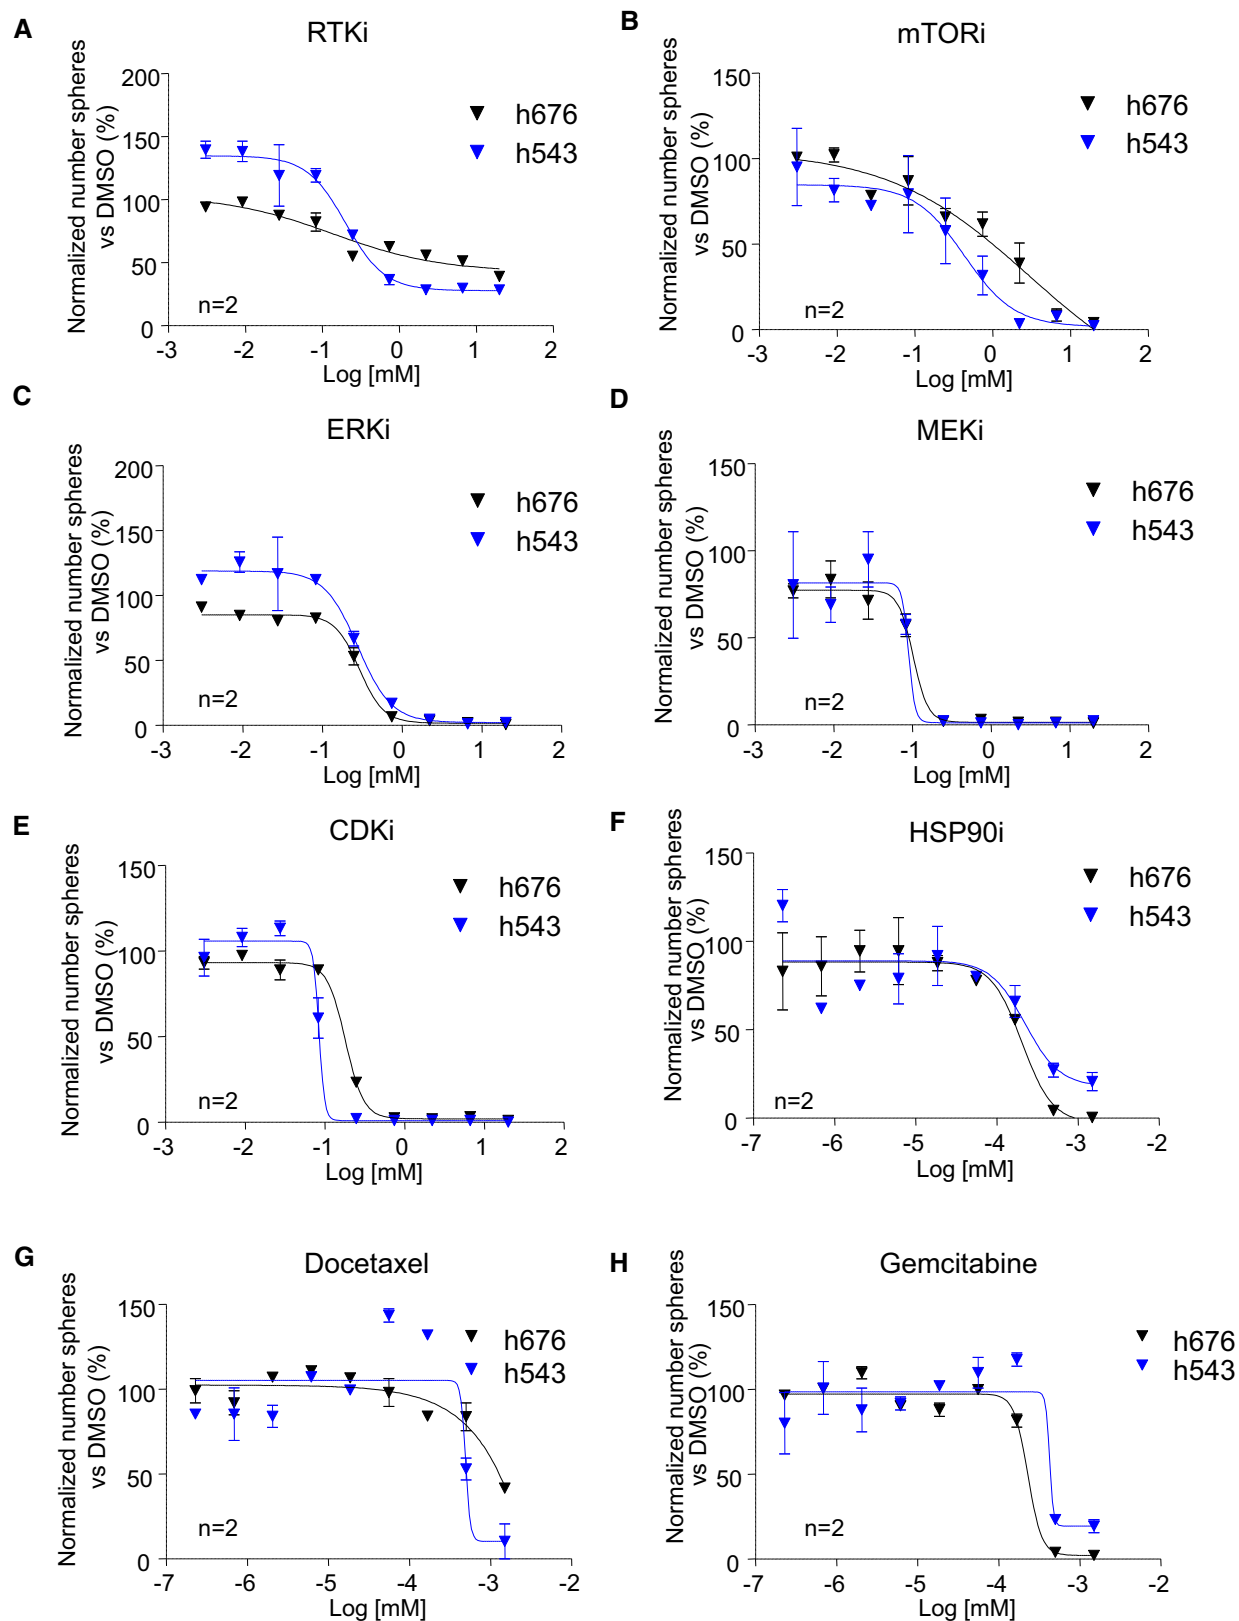 A
RTKi
Normalized number spheres
vs DMSO (%)
200
150
100
50
0
h676
h543
n=2
-3
-2
-1
0
1
2
Log [mM]
B
mTORi
Normalized number spheres
vs DMSO (%)
150
100
50
0
h676
h543
n=2
-3
-2
-1
0
1
2
Log [mM]
C
ERKi
Normalized number spheres
vs DMSO (%)
200
150
100
50
0
h676
h543
n=2
-3
-2
-1
0
1
2
Log [mM]
D
MEKi
Normalized number spheres
vs DMSO (%)
150
100
50
0
h676
h543
n=2
-3
-2
-1
0
1
2
Log [mM]
E
CDKi
Normalized number spheres
vs DMSO (%)
150
100
50
0
h676
h543
n=2
-3
-2
-1
0
1
2
Log [mM]
F
HSP90i
Normalized number spheres
vs DMSO (%)
150
100
50
0
h676
h543
n=2
-7
-6
-5
-4
-3
-2
Log [mM]
G
Docetaxel
Normalized number spheres
vs DMSO (%)
150
100
50
0
h676
h543
n=2
-7
-6
-5
-4
-3
-2
Log [mM]
H
Gemcitabine
Normalized number spheres
vs DMSO (%)
150
100
50
0
h676
h543
n=2
-7
-6
-5
-4
-3
-2
Log [mM]